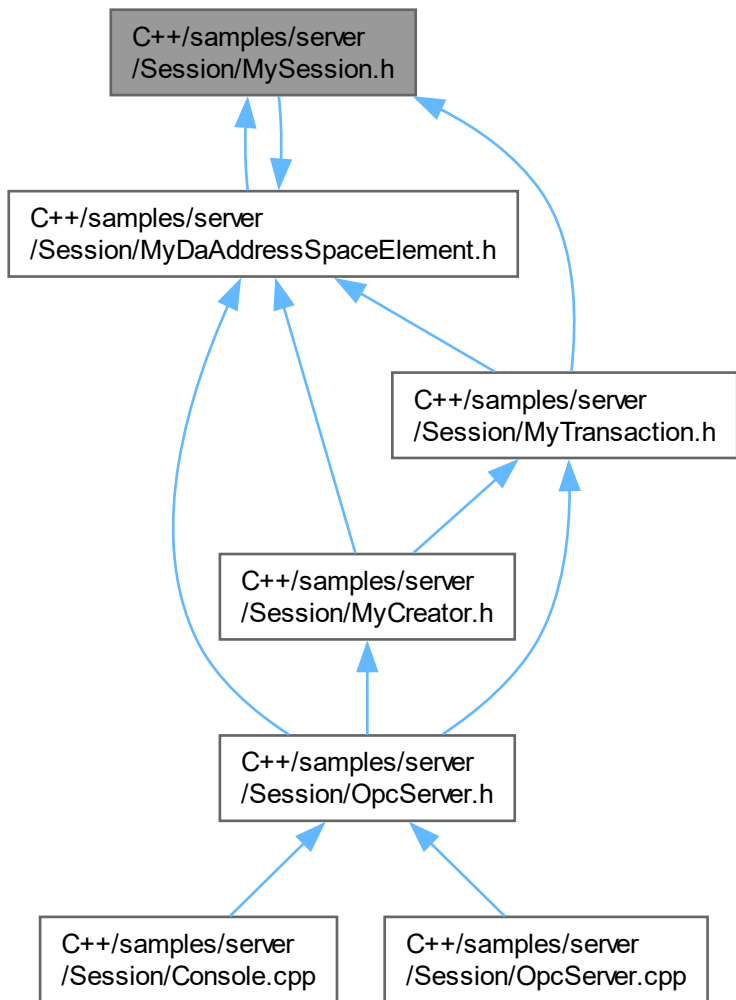 C++/samples/server
/Session/MySession.h
C++/samples/server
/Session/MyDaAddressSpaceElement.h
C++/samples/server
/Session/MyTransaction.h
C++/samples/server
/Session/MyCreator.h
C++/samples/server
/Session/OpcServer.h
C++/samples/server
/Session/Console.cpp
C++/samples/server
/Session/OpcServer.cpp